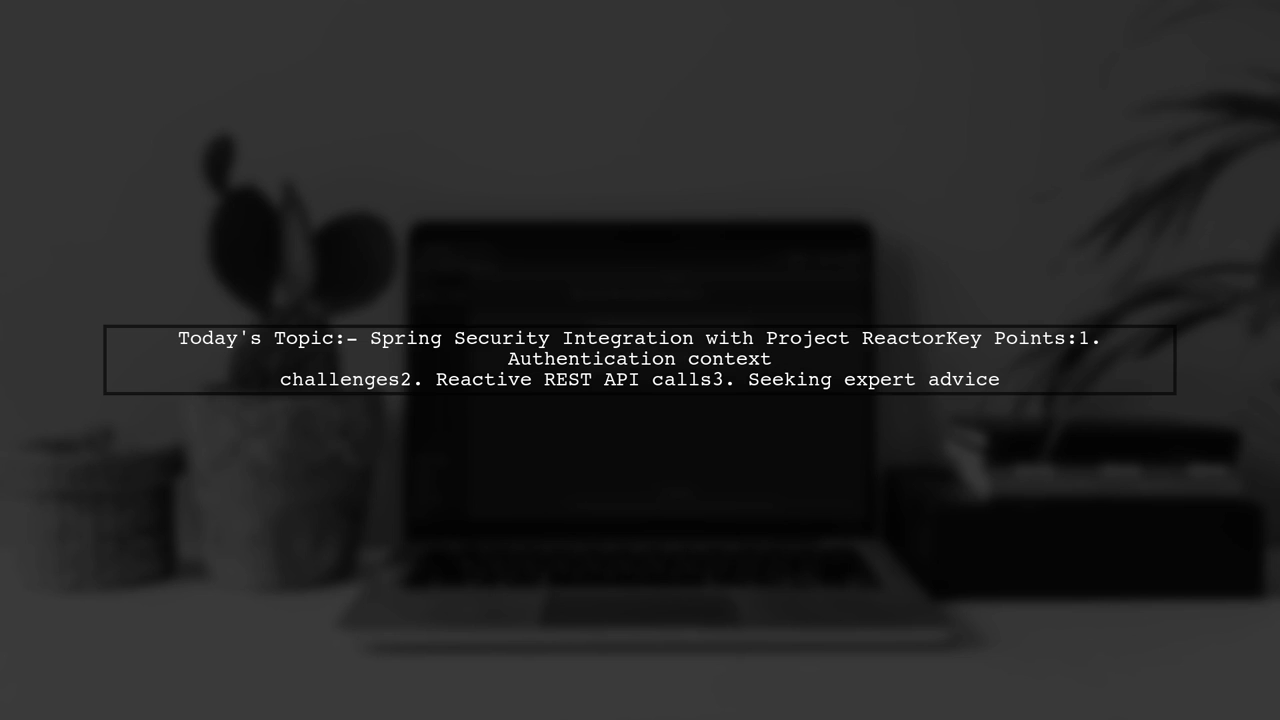 Today's Topic:- Spring Security Integration with Project ReactorKey Points:1.
Authentication context
challenges2. Reactive REST API calls3. Seeking expert advice